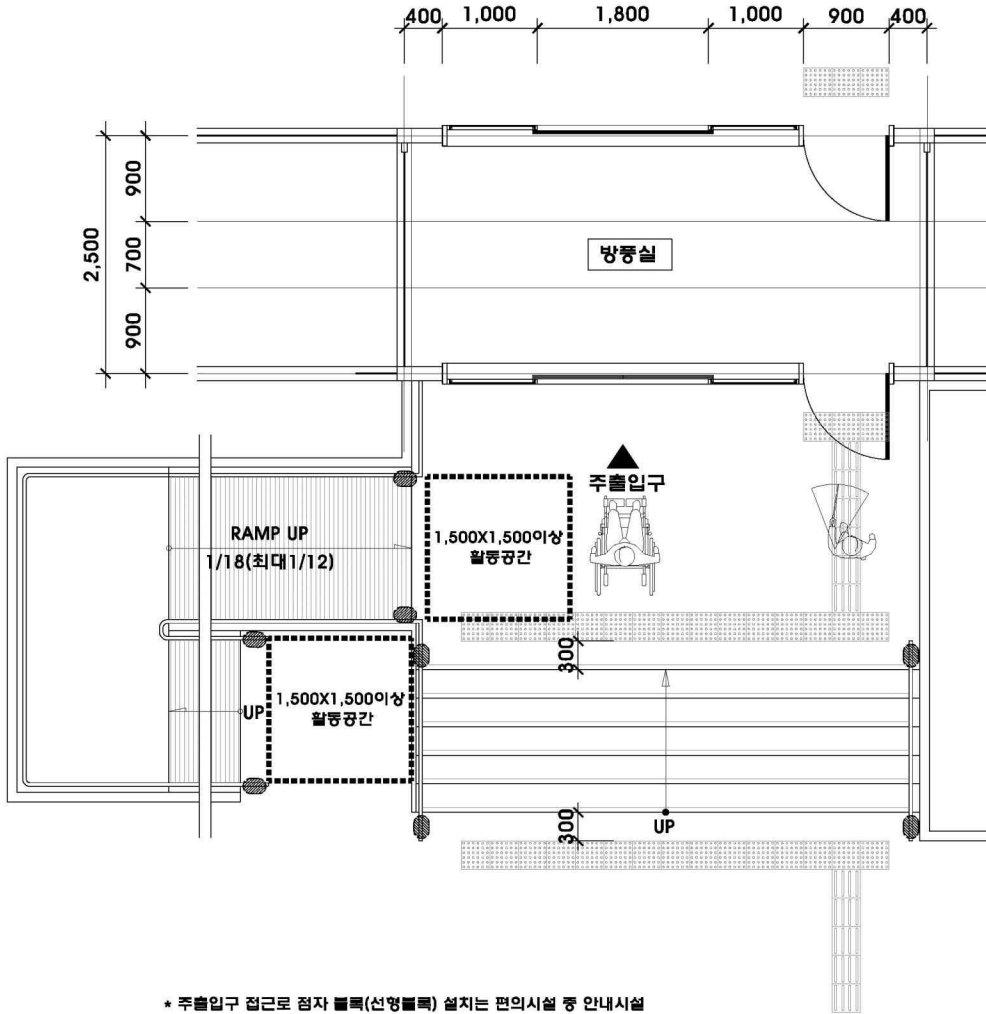 400 1,000 1,800 1,000 900 400
900
2,500
700
방풍실
900
주출입구
RAMP UP
1/18(최대1/12)
1,500X1,500이상
활동공간
300
1,500X1,500이상
활동공간
UP
300
UP
* 주출입구 접근로 점자 블록(선형블록) 설치는 편의시설 중 안내시설